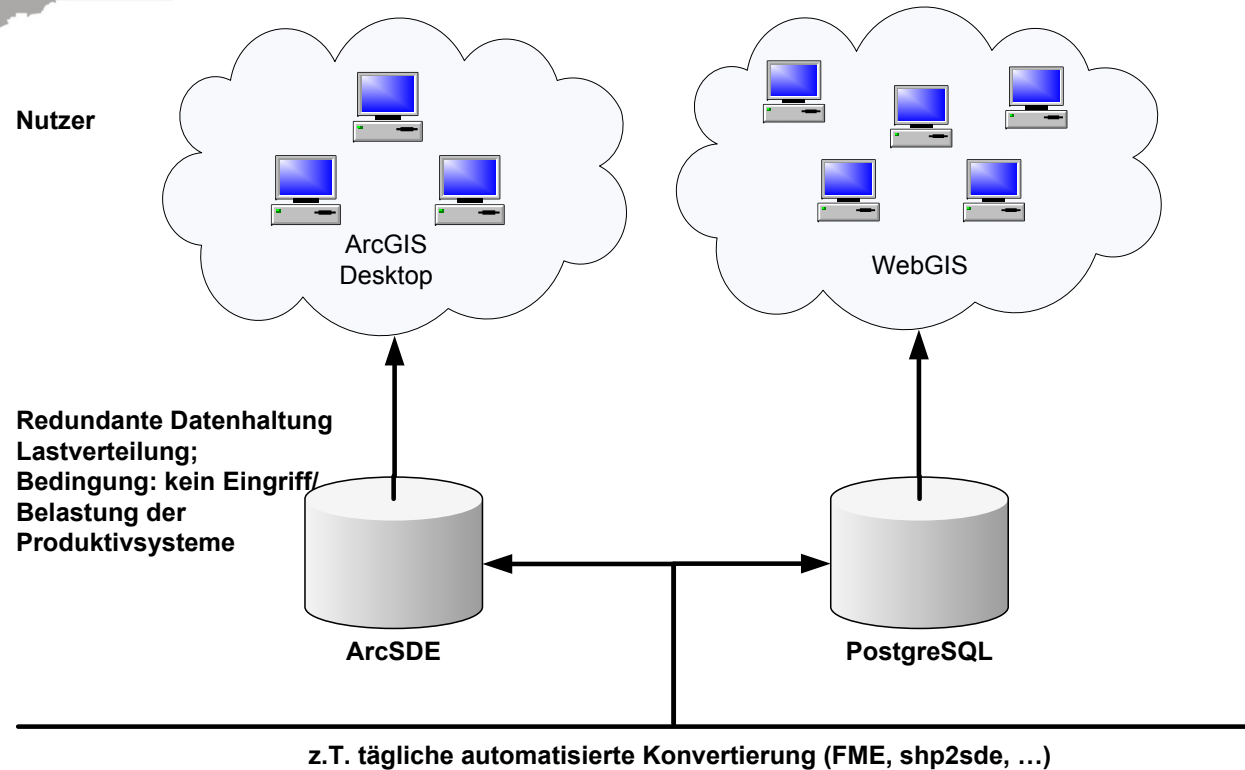 Nutzer
ArcGIS
Desktop
WebGIS
Redundante Datenhaltung
Lastverteilung;
Bedingung: kein Eingriff/
Belastung der
Produktivsysteme
ArcSDE
PostgreSQL
z.T. tägliche automatisierte Konvertierung (FME, shp2sde, …)